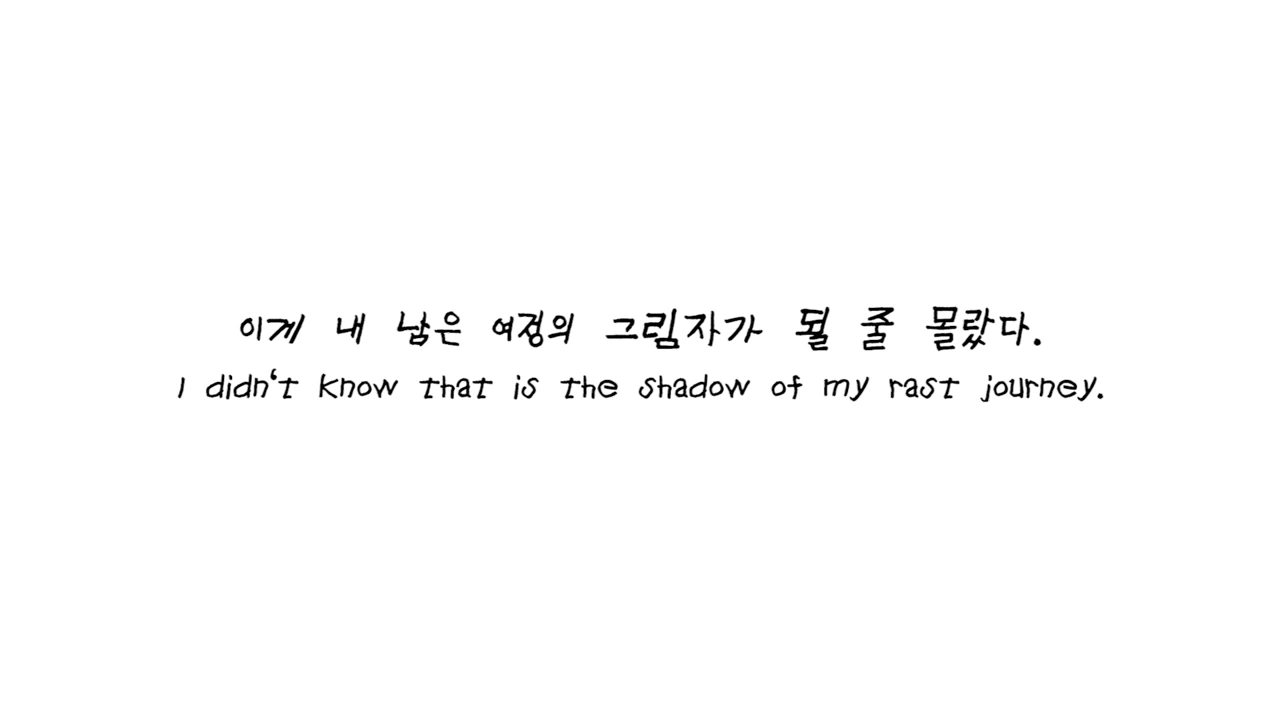 이게 내 남은 여정의 그림자가 될 줄 몰랐다.
I didn't know that is the shadow of my rast journey.